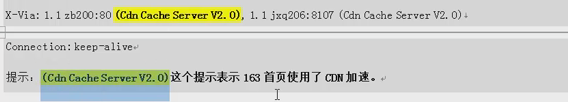 X-Via: 1.1 zb200:80 (Cdn Cache Server V2.0), 1.1 jxq206:8107 (Cdn Cache Server V2.0)
Connection:keep-alive
提示：(Cdn Cache Server V2.0)这个提示表示 163 首页使用了 CDN 加速。